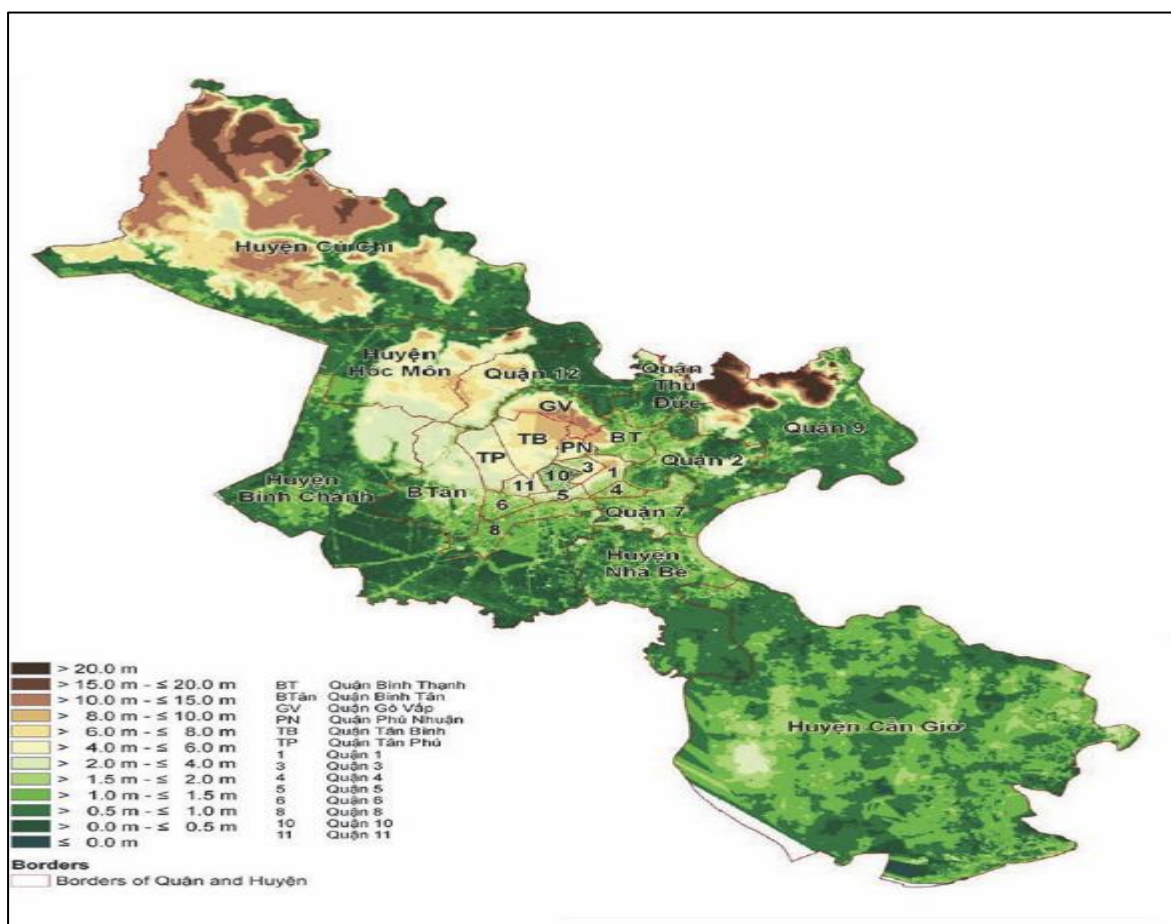 Huyện Củ Chi
Huyện
Hóc Môn
Quận 12
Quận
Thủ
Đức
GV
Quận 9
TB
BT
PN
TP
Quận 2
3
1
10
11
BTân
5
4
6
Huyện
Bình Chánh
Quận 7
8
Huyện
Nhà Bè
Huyện Cần Giờ
> 20.0 m
> 15.0 m - ≤ 20.0 m
> 10.0 m - ≤ 15.0 m
> 8.0 m - ≤ 10.0 m
> 6.0 m - ≤ 8.0 m
> 4.0 m - ≤ 6.0 m
> 2.0 m - ≤ 4.0 m
> 1.5 m - ≤ 2.0 m
> 1.0 m - ≤ 1.5 m
> 0.5 m - ≤ 1.0 m
> 0.0 m - ≤ 0.5 m
≤ 0.0 m
BT Quận Bình Thạnh
BTân Quận Bình Tân
GV Quận Gò Vấp
PN Quận Phú Nhuận
TB Quận Tân Bình
TP Quận Tân Phú
1 Quận 1
3 Quận 3
4 Quận 4
5 Quận 5
6 Quận 6
8 Quận 8
10 Quận 10
11 Quận 11
Borders
Borders of Quận and Huyện